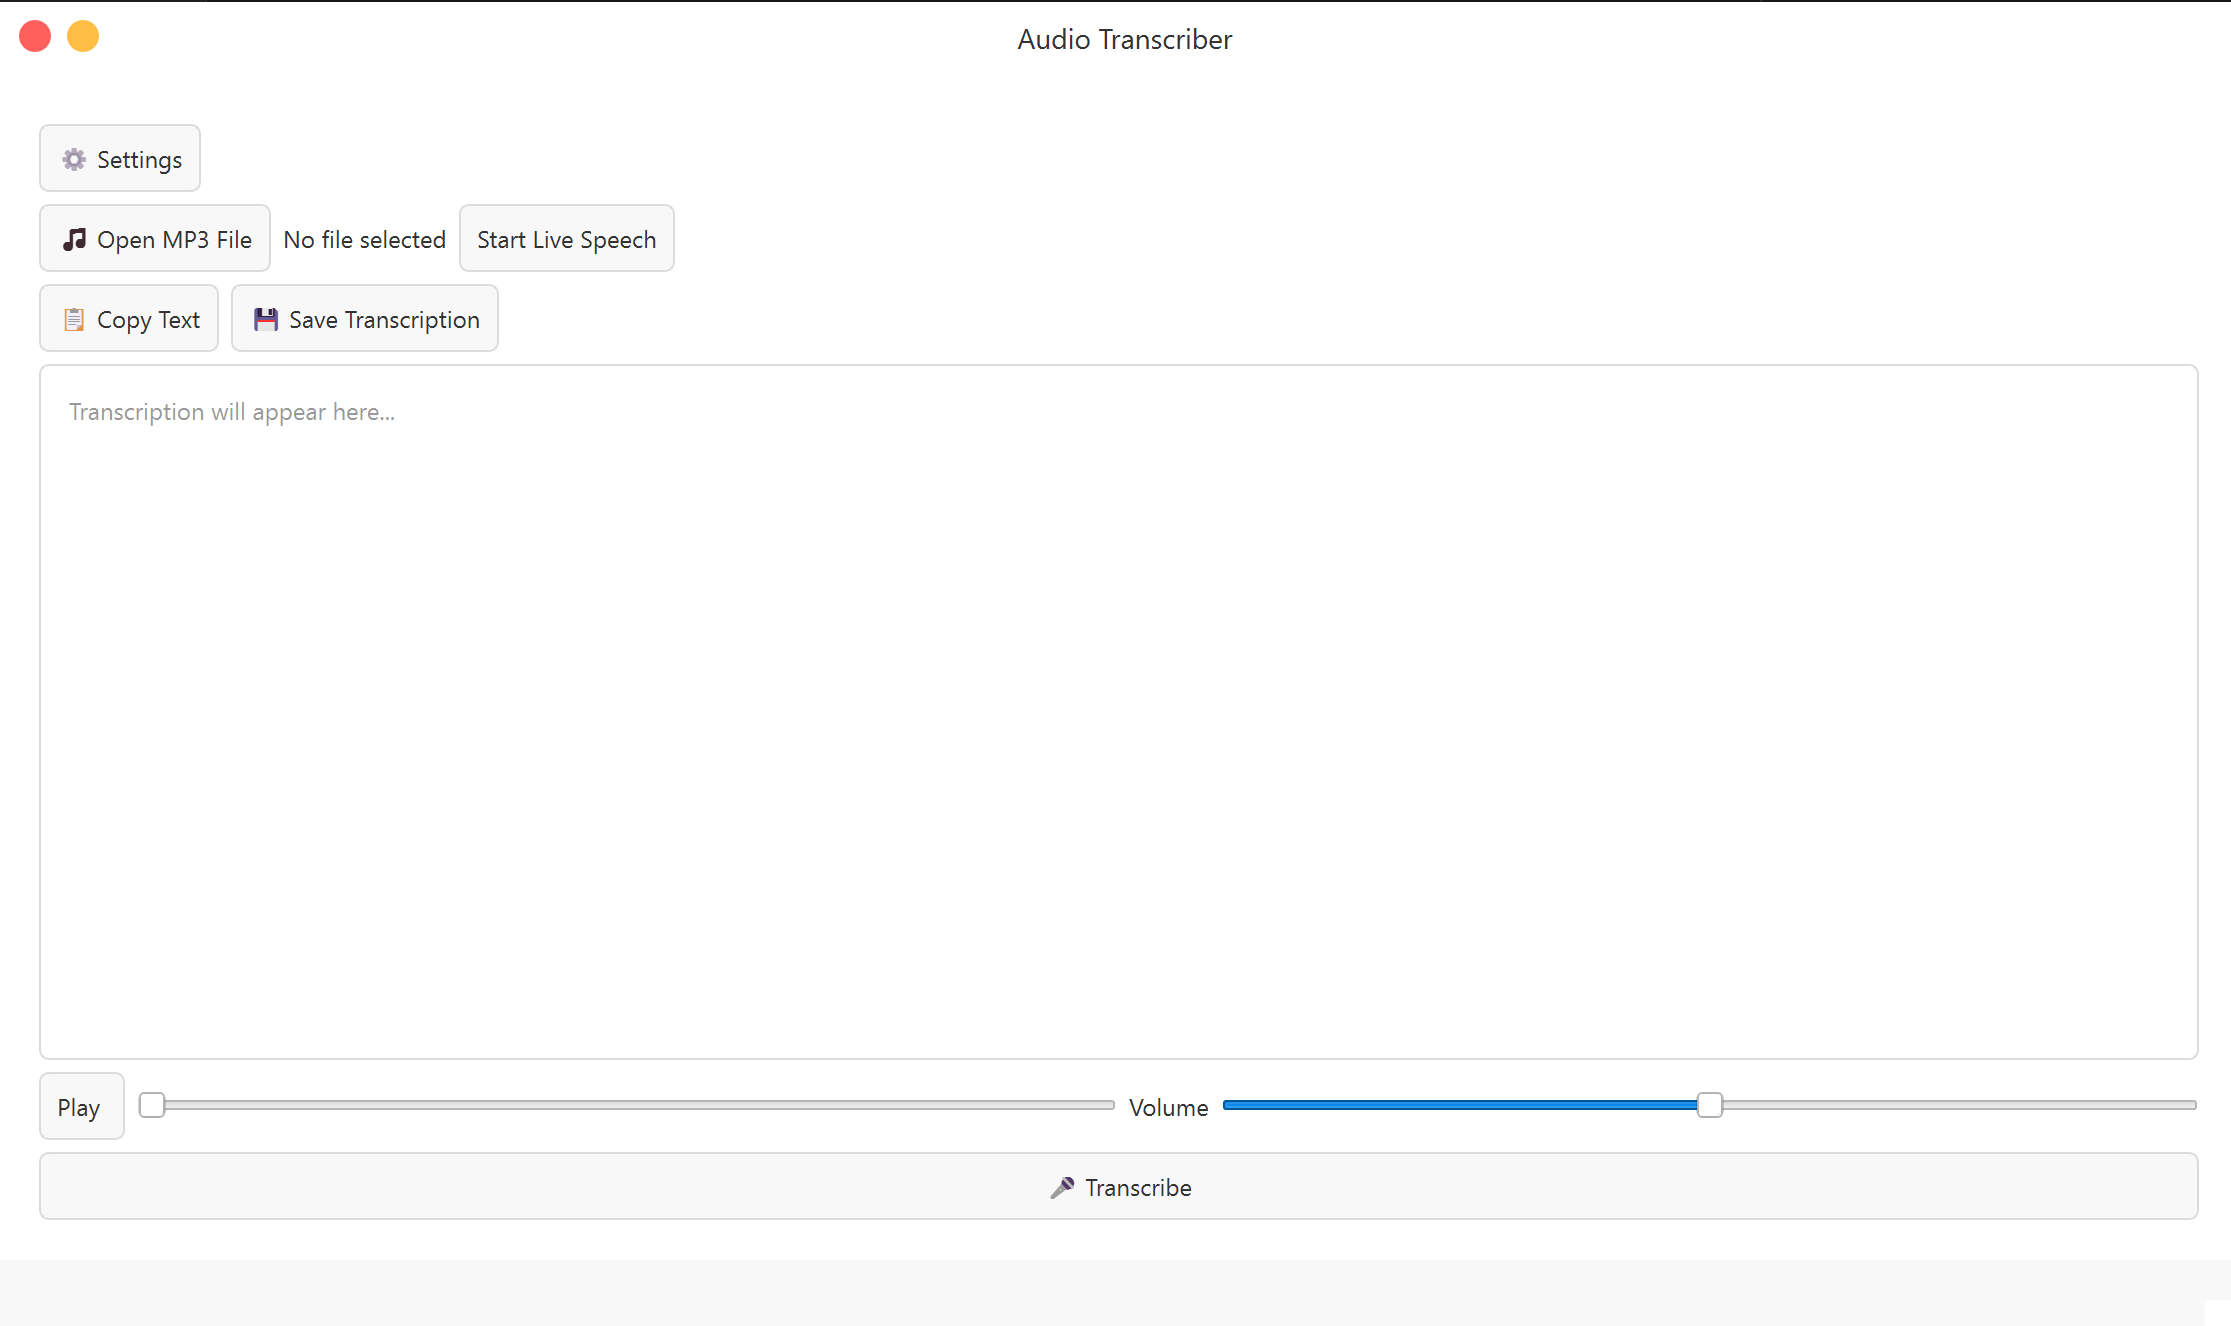 Audio Transcriber
Settings
Open MP3 File No file selected Start Live Speech
Copy Text Save Transcription
Transcription will appear here...
Play Volume
Transcribe